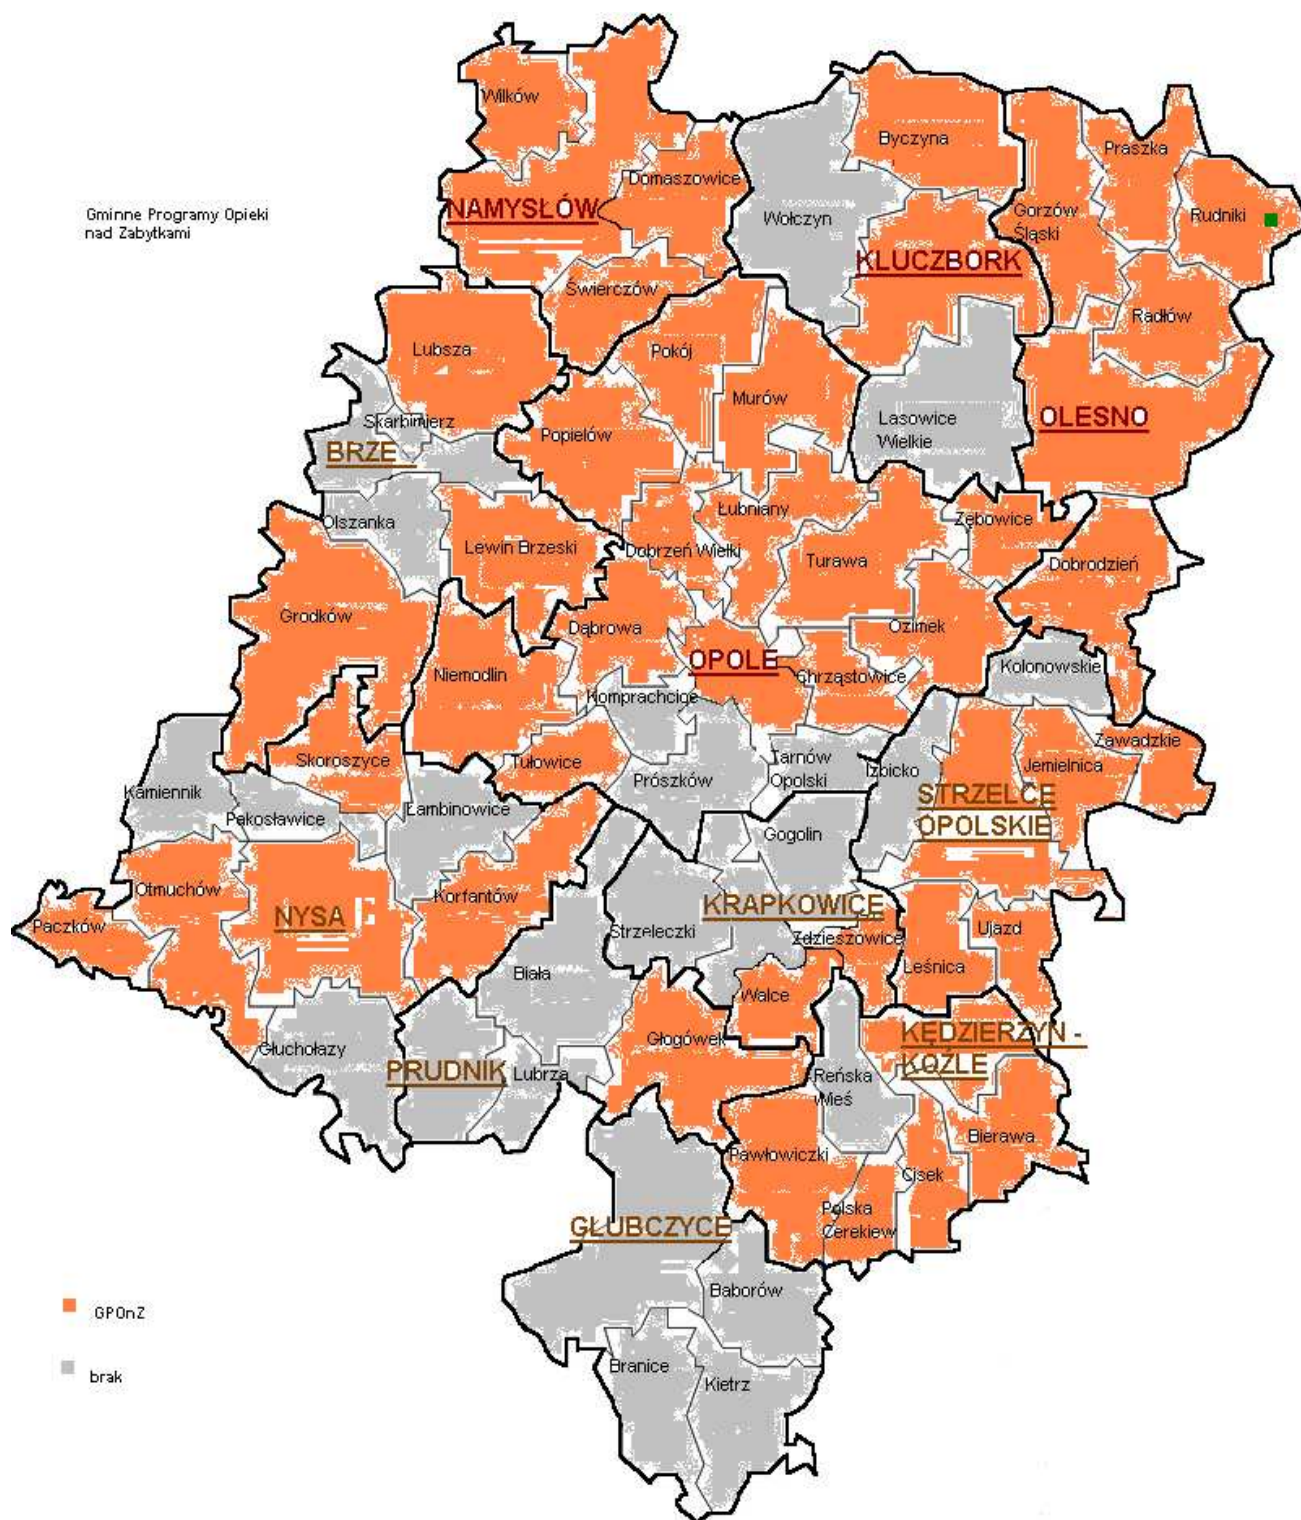 Wilków
Byczyna
Praszka
Domaszowice
Gminne Programy Opieki
nad Zabytkami
NAMYSŁÓW
Wołczyn
Gorzów
Śląski
Rudniki
KLUCZBORK
Świerczów
Radłów
Lubsza
Pokój
Murów
Skarbimierz
Lasowice
Wielkie
OLESNO
Popielów
BRZE
Olszanka
Łubniany
Zębowice
Lewin Brzeski
Dobrzeń Wielki
Turawa
Dobrodzień
Grodków
Dąbrowa
Ozimek
OPOLE
Kolonowskie
Niemodlin
Komprachcice
Chrząstowice
Skoroszyce
Tułowice
Prószków
Tarnów
Opolski
Izbicko
Jemielnica
Zawadzkie
Kamiennik
Pakosławice
Łambinowice
STRZELCE
OPOLSKIE
Gogolin
Otmuchów
Korfantów
KRAPKOWICE
Paczków
NYSA
Strzeleczki
Zdzieszowice
Ujazd
Biała
Leśnica
Walce
Głuchołazy
Głogówek
KĘDZIERZYN -
KOŹLE
PRUDNIK
Lubrza
Reńska
Wieś
Pawłowiczki
Bierawa
Cisek
Polska
Cerekiew
GŁUBCZYCE
Baborów
GPOnZ
Branice
Kietrz
brak